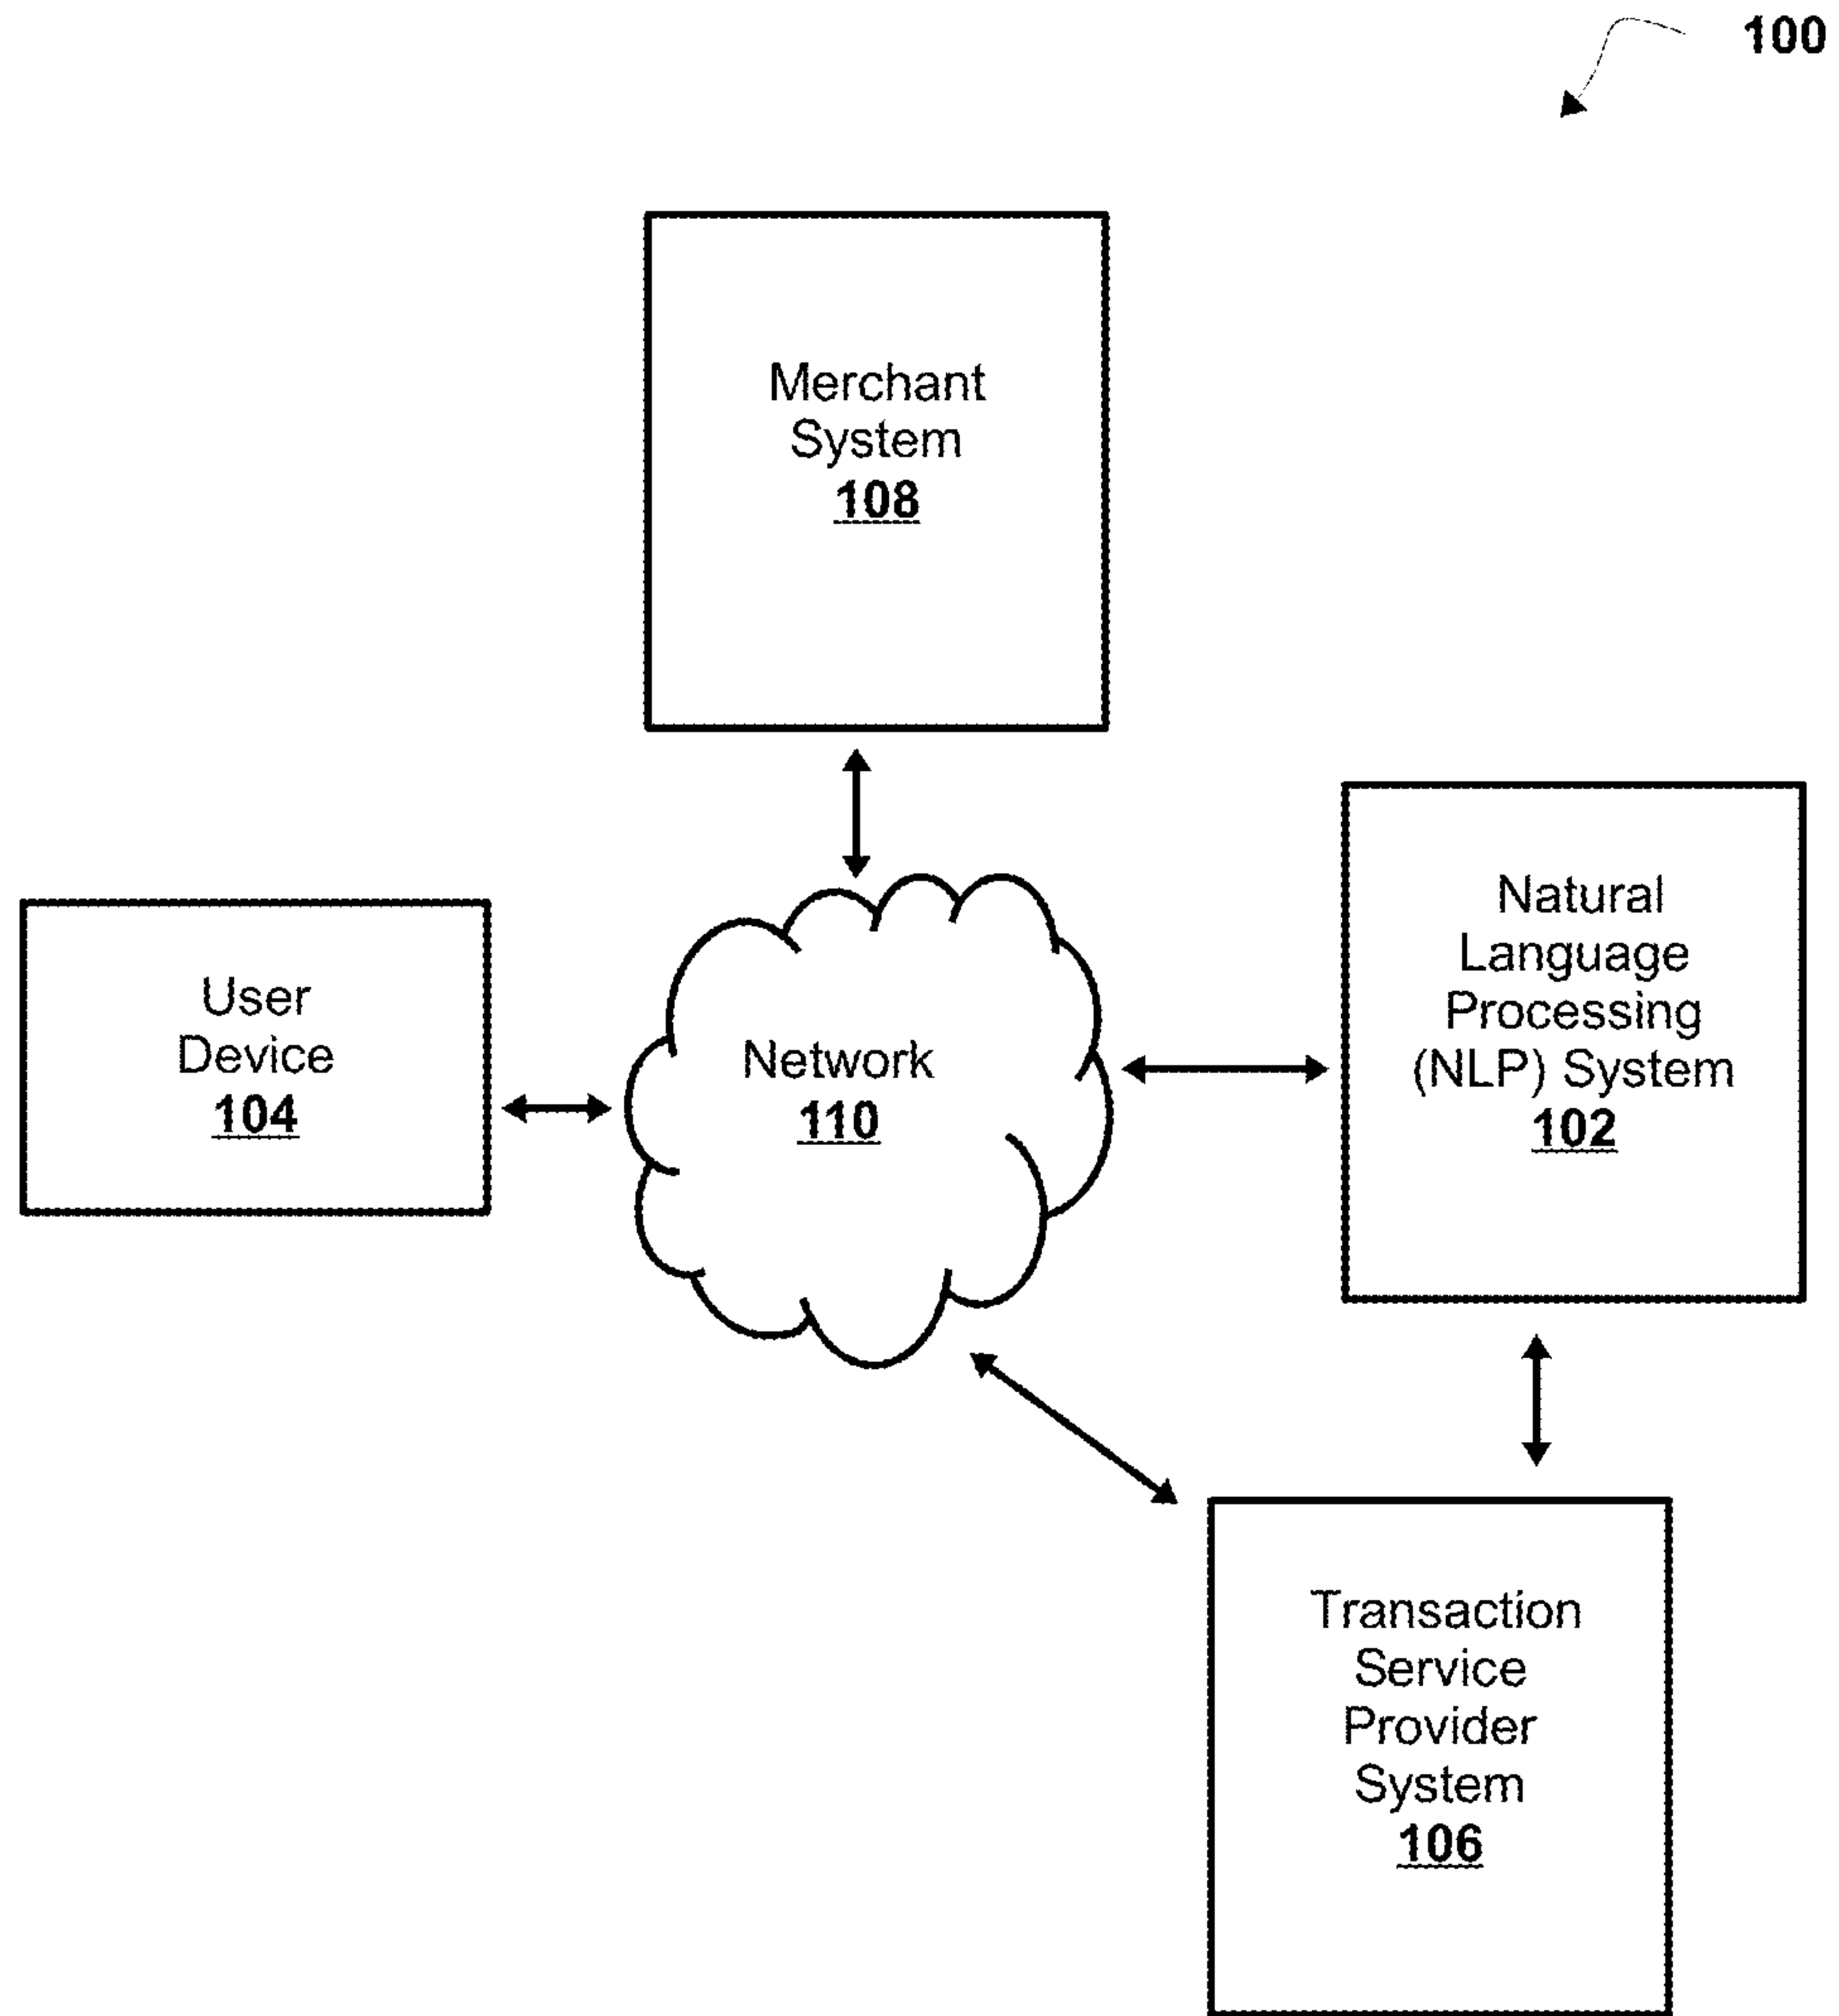 100
Merchant
System
108
User
Device
104
Network
110
Natural
Language
Processing
(NLP) System
102
Transaction
Service
Provider
System
106